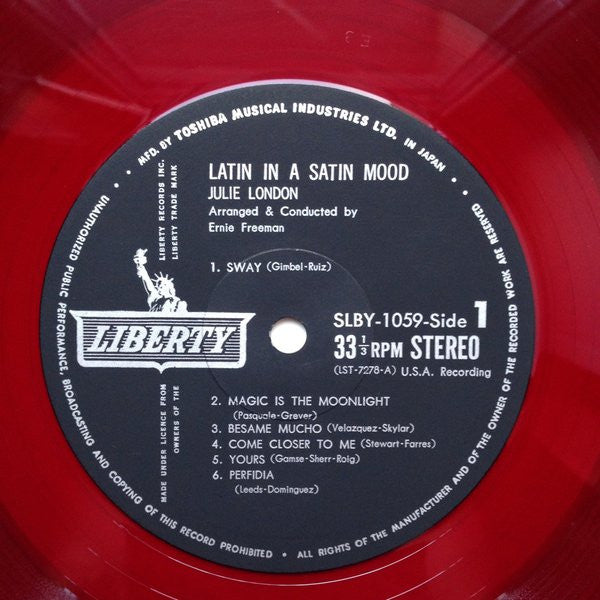 • MFD. BY TOSHIBA MUSICAL INDUSTRIES LTD. IN JAPAN •
LATIN IN A SATIN MOOD
JULIE LONDON
Arranged & Conducted by
Ernie Freeman
1. SWAY (Gimbel-Ruiz)
LIBERTY RECORDS INC.
LIBERTY TRADE MARK
LIBERTY
MADE UNDER LICENCE FROM
OWNERS OF THE
SLBY-1059-Side 1
33 1/3 RPM STEREO
(LST-7278-A) U.S.A. Recording
2. MAGIC IS THE MOONLIGHT
(Pasquale-Grever)
3. BESAME MUCHO (Velazquez-Skylar)
4. COME CLOSER TO ME (Stewart-Farres)
5. YOURS (Gamse-Sherr-Roig)
6. PERFIDIA
(Leeds-Dominguez)
UNAUTHORIZED PUBLIC PERFORMANCE, BROADCASTING AND COPYING OF THIS RECORD PROHIBITED • ALL RIGHTS OF THE MANUFACTURER AND OF THE OWNER OF THE RECORDED WORK ARE RESERVED